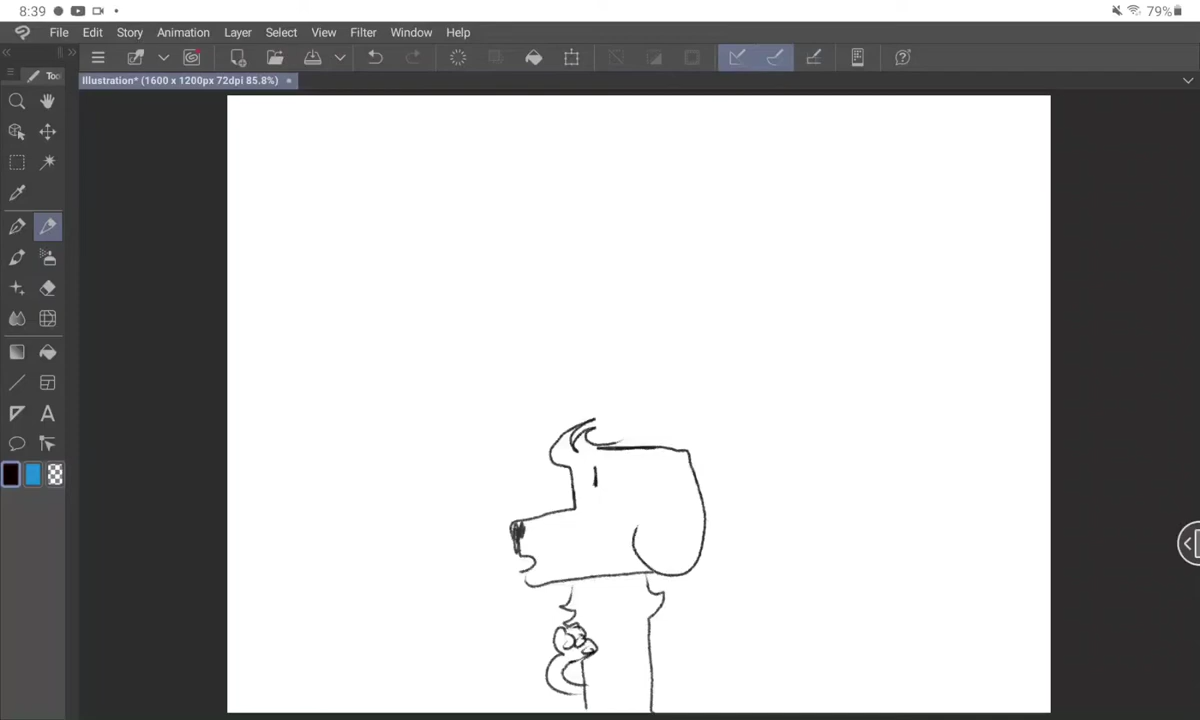 8:39 79%
File Edit Story Animation Layer Select View Filter Window Help
Too
Illustration* (1600 x 1200px 72dpi 85.8%)
A